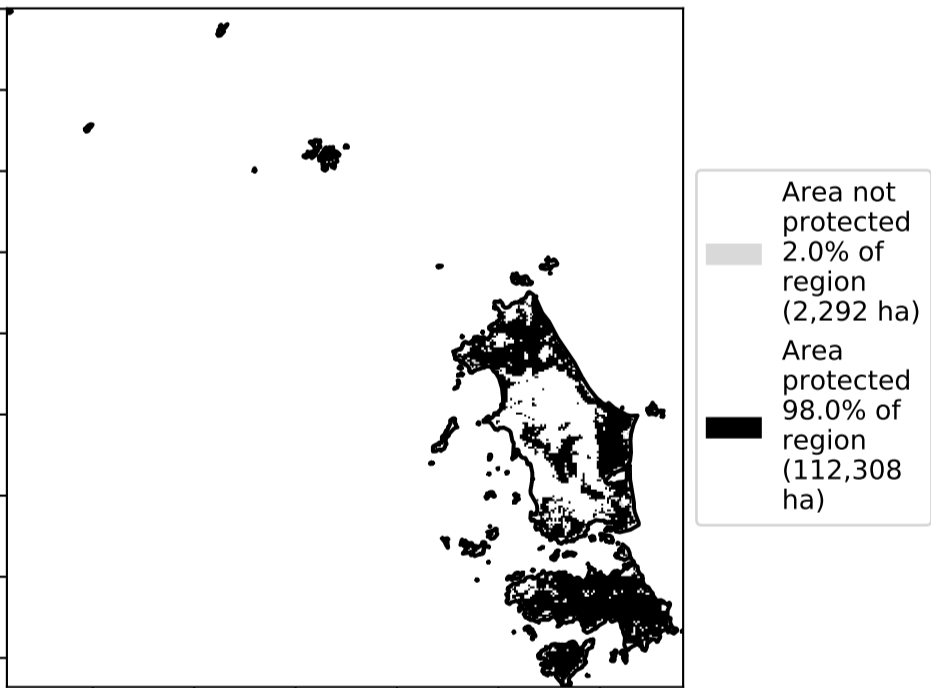 Area not
protected
2.0% of
region
(2,292 ha)
Area
protected
98.0% of
region
(112,308
ha)